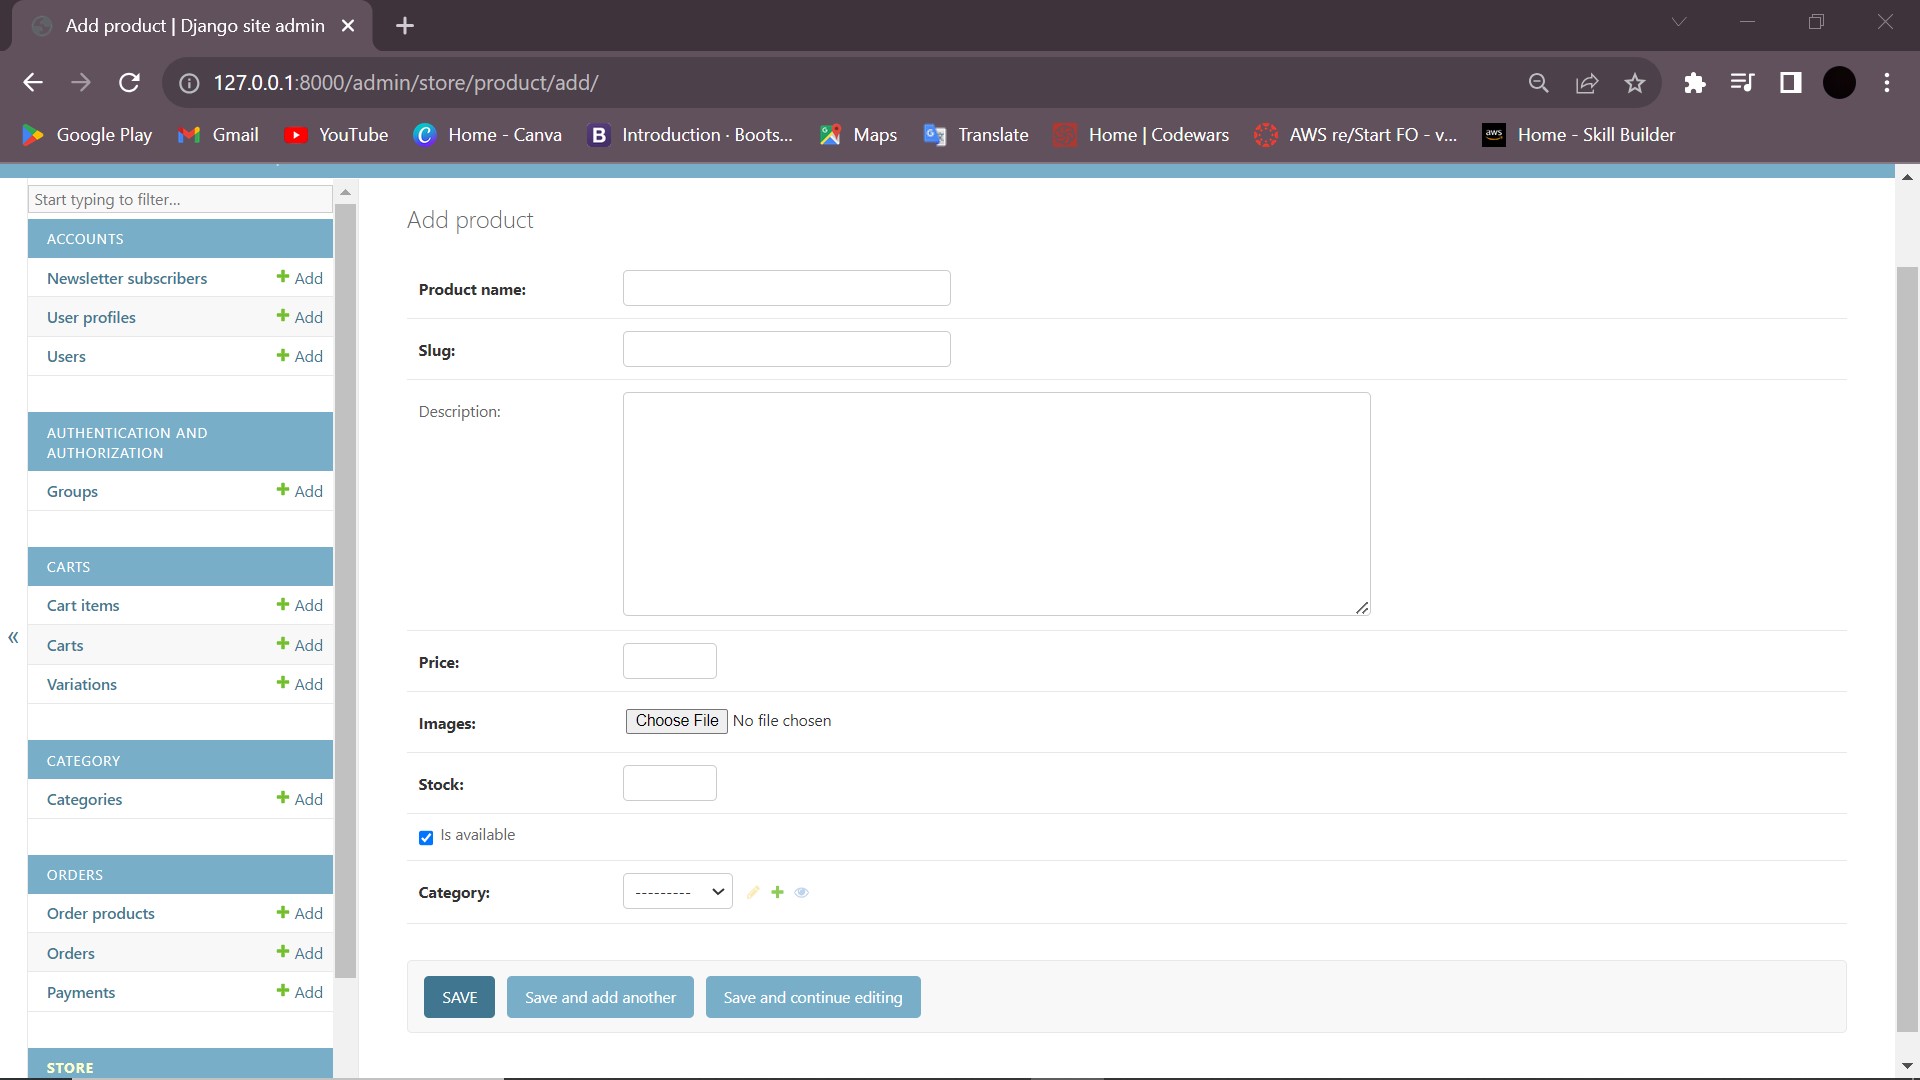 Add product | Django site admin
127.0.0.1:8000/admin/store/product/add/
Google Play
Gmail
YouTube
Home - Canva
B
Introduction · Boots...
Maps
Translate
Home | Codewars
AWS re/Start FO - v...
aws
Home - Skill Builder
Start typing to filter...
ACCOUNTS
Newsletter subscribers
Add
User profiles
Add
Users
Add
AUTHENTICATION AND
AUTHORIZATION
Groups
Add
CARTS
Cart items
Add
Carts
Add
Variations
Add
CATEGORY
Categories
Add
ORDERS
Order products
Add
Orders
Add
Payments
Add
STORE
«
Add product
Product name:
Slug:
Description:
Price:
Images:
Choose File No file chosen
Stock:
Is available
Category:
---------
SAVE
Save and add another
Save and continue editing